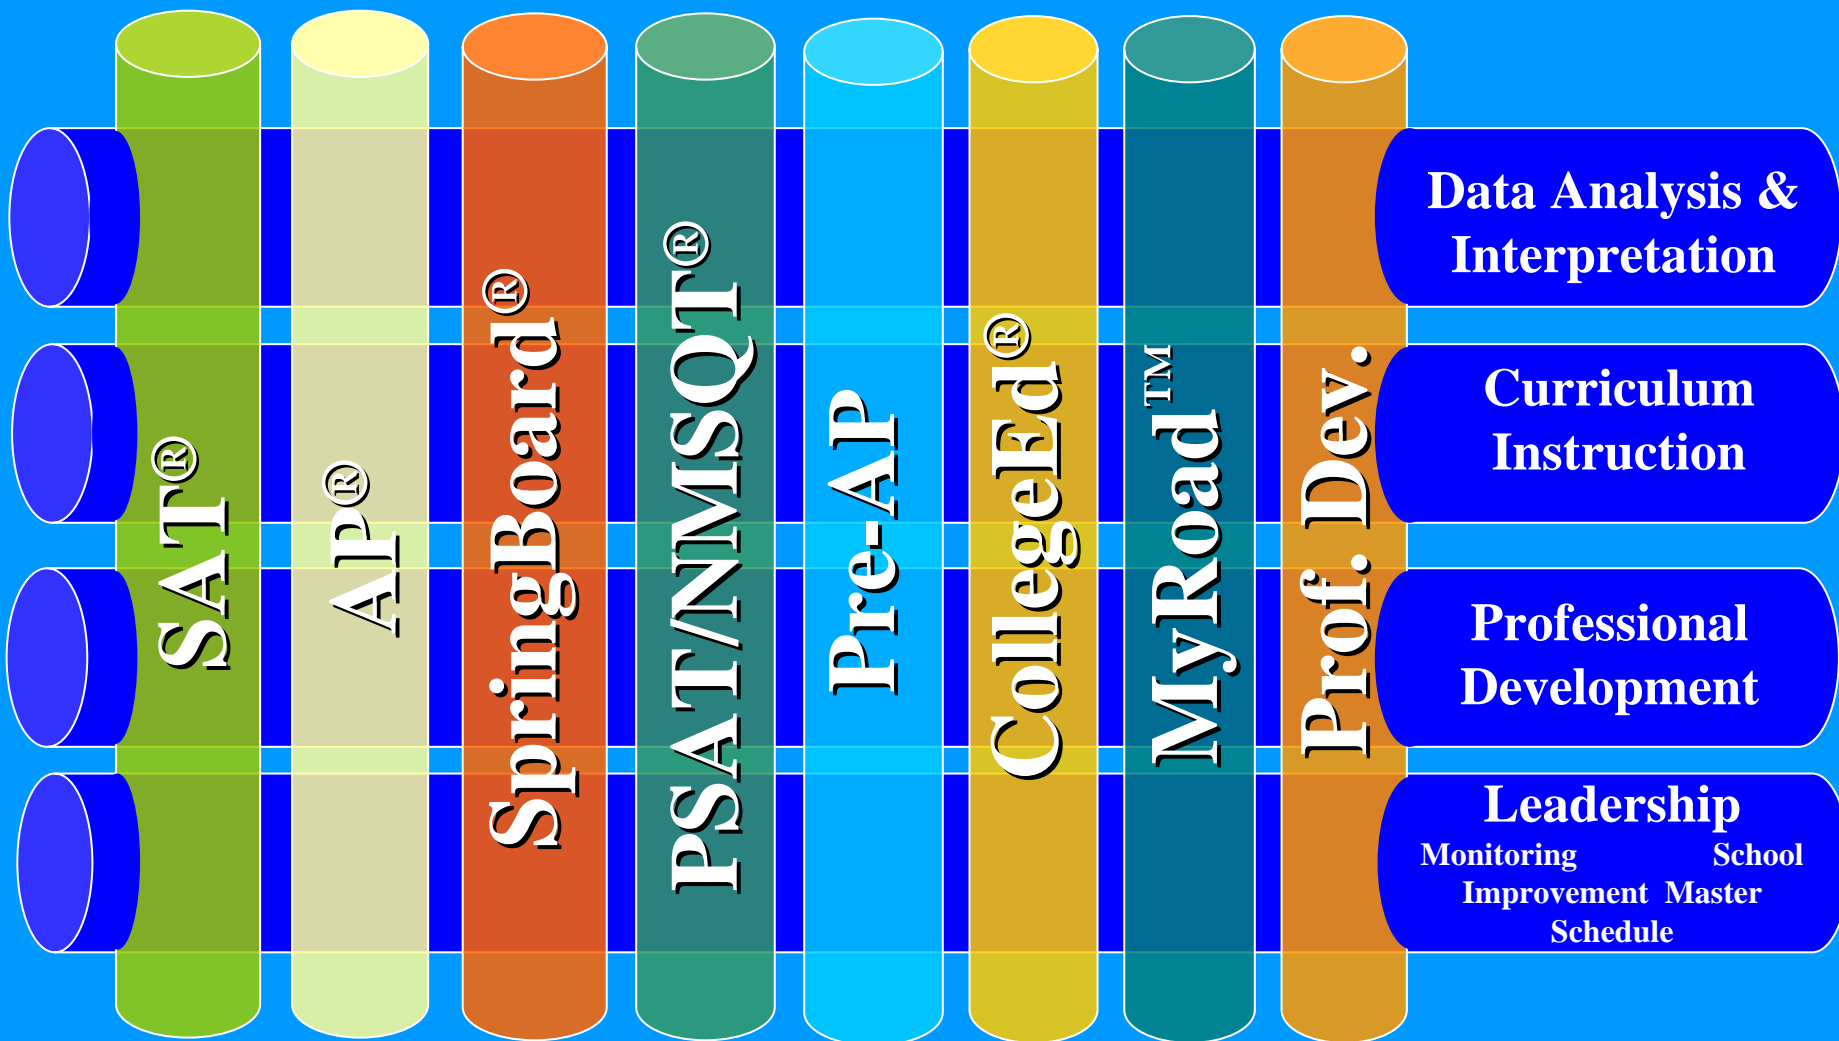 SAT®
AP®
SpringBoard®
PSAT/NMSQT®
Pre-AP
CollegeEd®
MyRoad™
Prof. Dev.
Data Analysis &
Interpretation
Curriculum
Instruction
Professional
Development
Leadership
Monitoring School
Improvement Master
Schedule